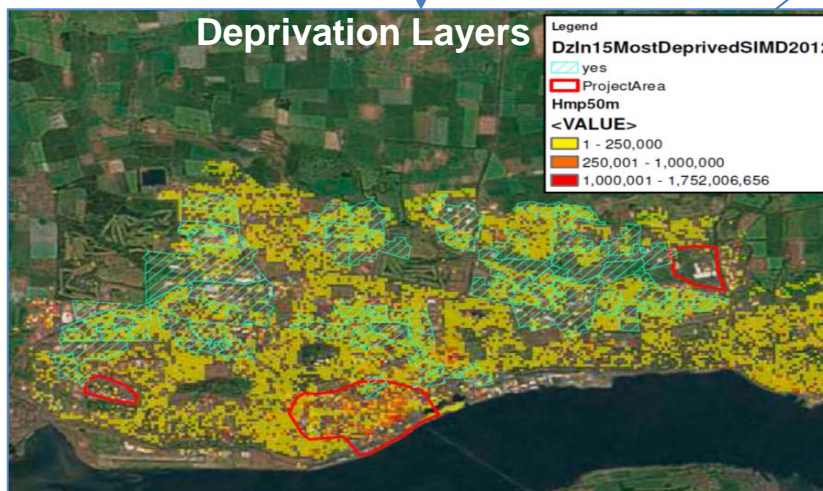 Deprivation Layers
Legend
DzIn15MostDeprivedSIMD2012
yes
ProjectArea
Hmp50m
<VALUE>
1 - 250,000
250,001 - 1,000,000
1,000,001 - 1,752,006,656